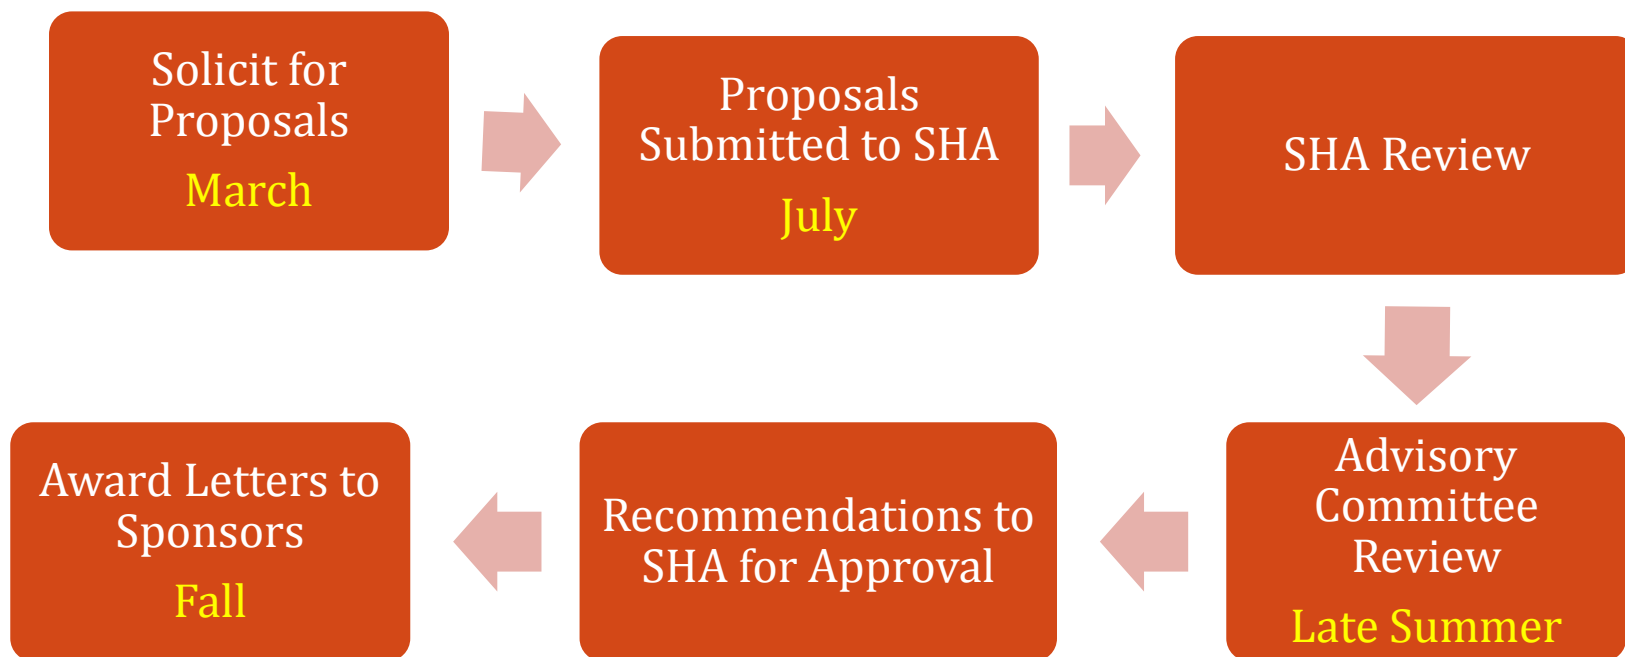 Solicit for
Proposals
March
Proposals
Submitted to SHA
July
SHA Review
Advisory
Committee
Review
Late Summer
Recommendations to
SHA for Approval
Award Letters to
Sponsors
Fall